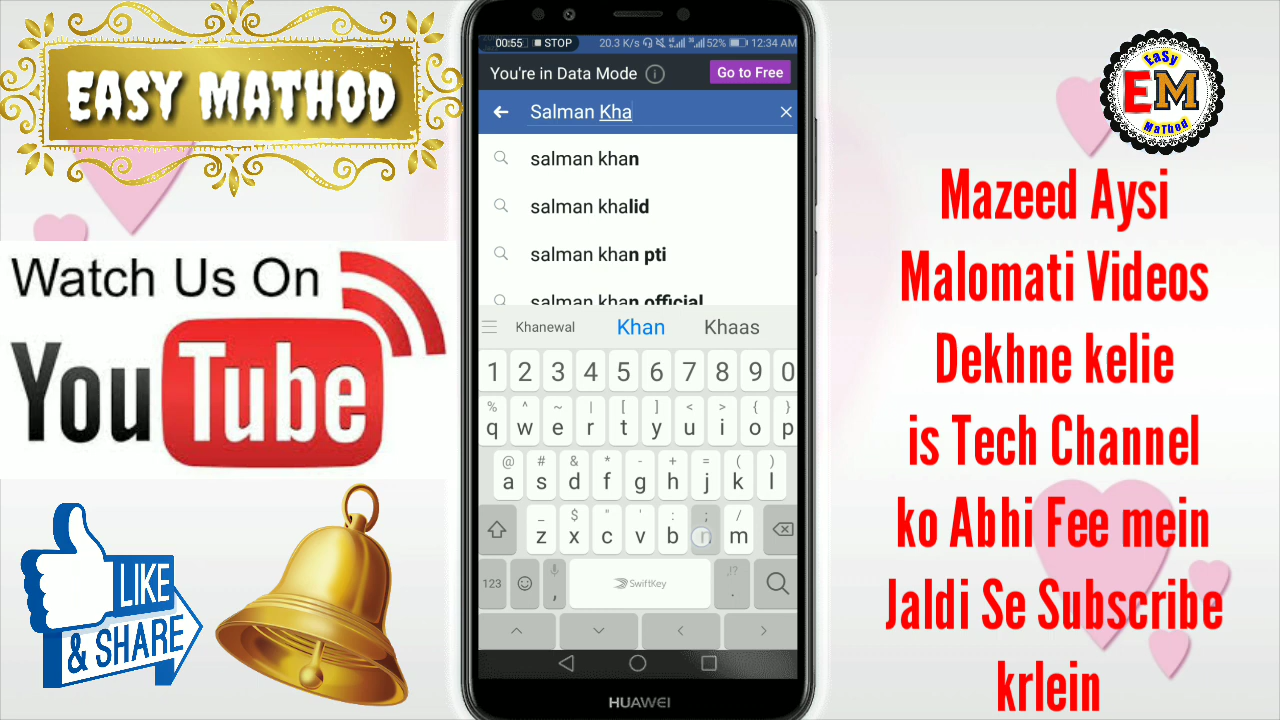 EASY MATHOD
Watch Us On
YouTube
LIKE
& SHARE
00:55 STOP 20.3 K/s 52% 12:34 AM
You're in Data Mode i Go to Free
Salman Kha
salman khan
salman khalid
salman khan pti
salman khan official
Khanewal Khan Khaas
1 2 3 4 5 6 7 8 9 0
% ^ ~ | [ ] < > { }
q w e r t y u i o p
@ # & * - + = ( )
a s d f g h j k l
_ $ " ' : ; /
z x c v b n m
123 , SwiftKey ,!? .
HUAWEI
EaSy
EM
MaThod
Mazeed Aysi
Malomati Videos
Dekhne kelie
is Tech Channel
ko Abhi Fee mein
Jaldi Se Subscribe
krlein